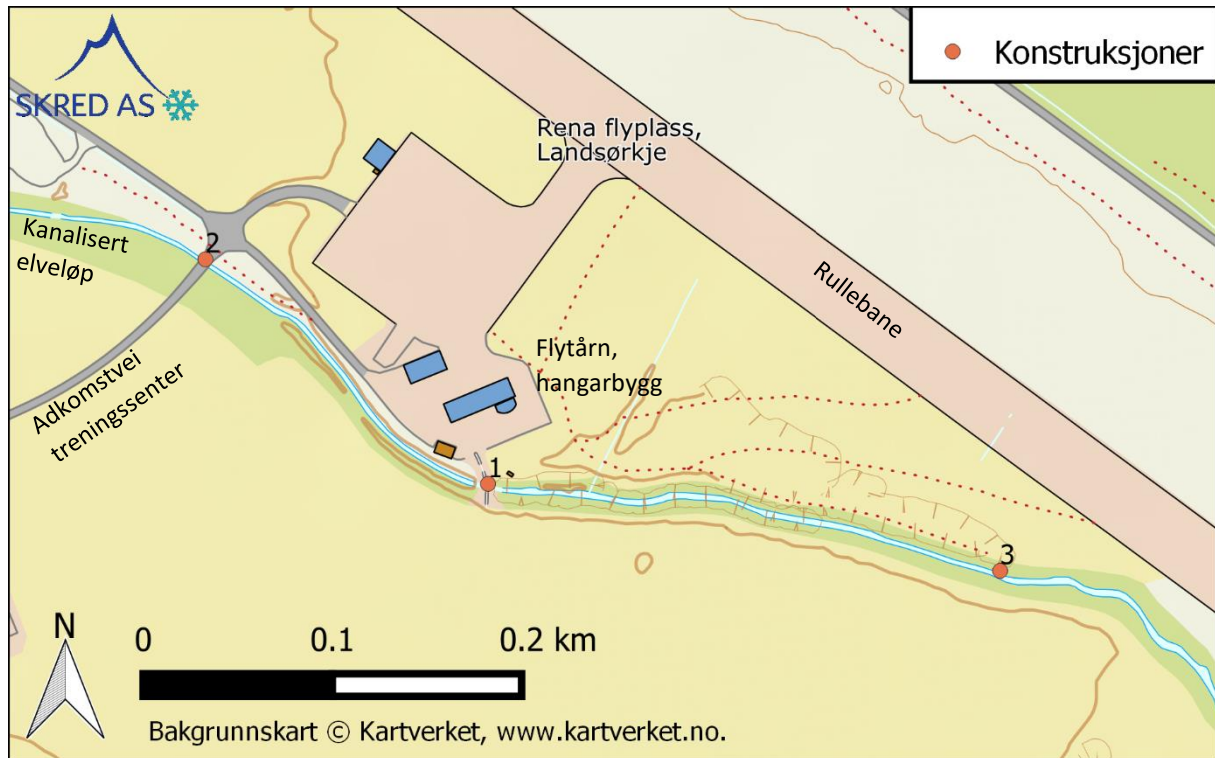 SKRED AS
Konstruksjoner
Rena flyplass,
Landsørkje
2
Kanalisert
elveløp
Rullebane
Flytårn,
hangarbygg
Adkomstvei
treningssenter
1
3
N
0 0.1 0.2 km
Bakgrunnskart © Kartverket, www.kartverket.no.